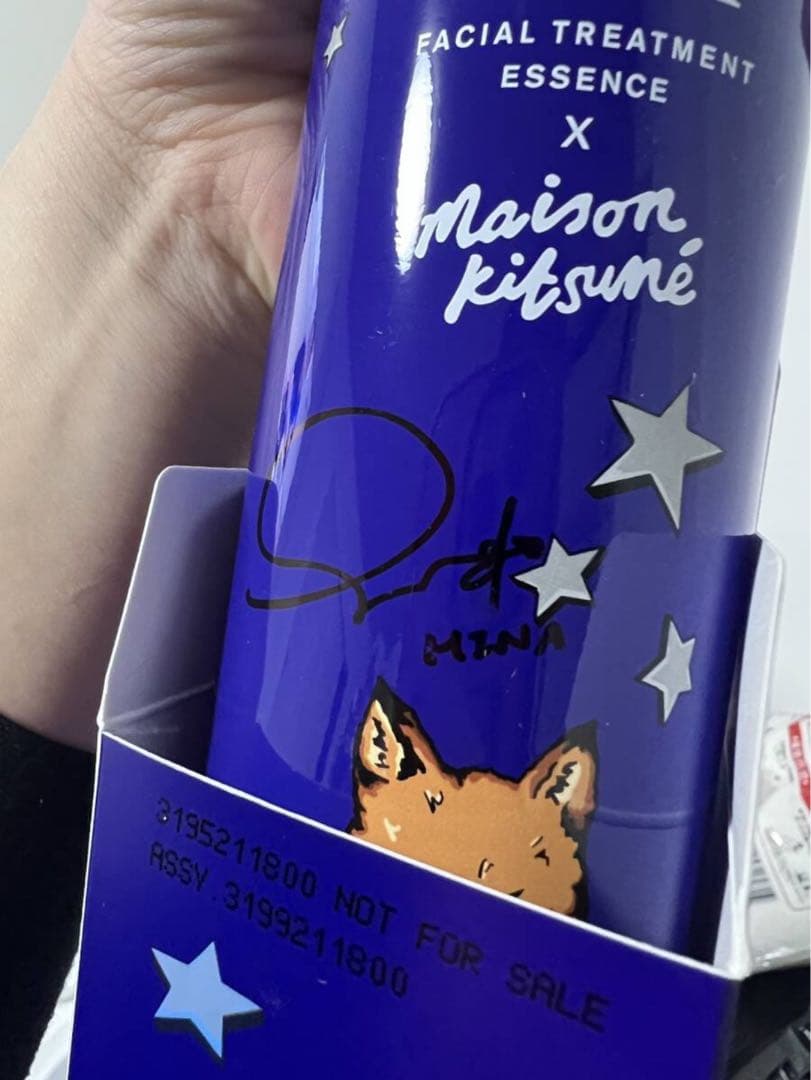 FACIAL TREATMENT
ESSENCE
X
Maison
Kitsuné
MINA
3195211800 NOT FOR SALE
ASSY.3199211800